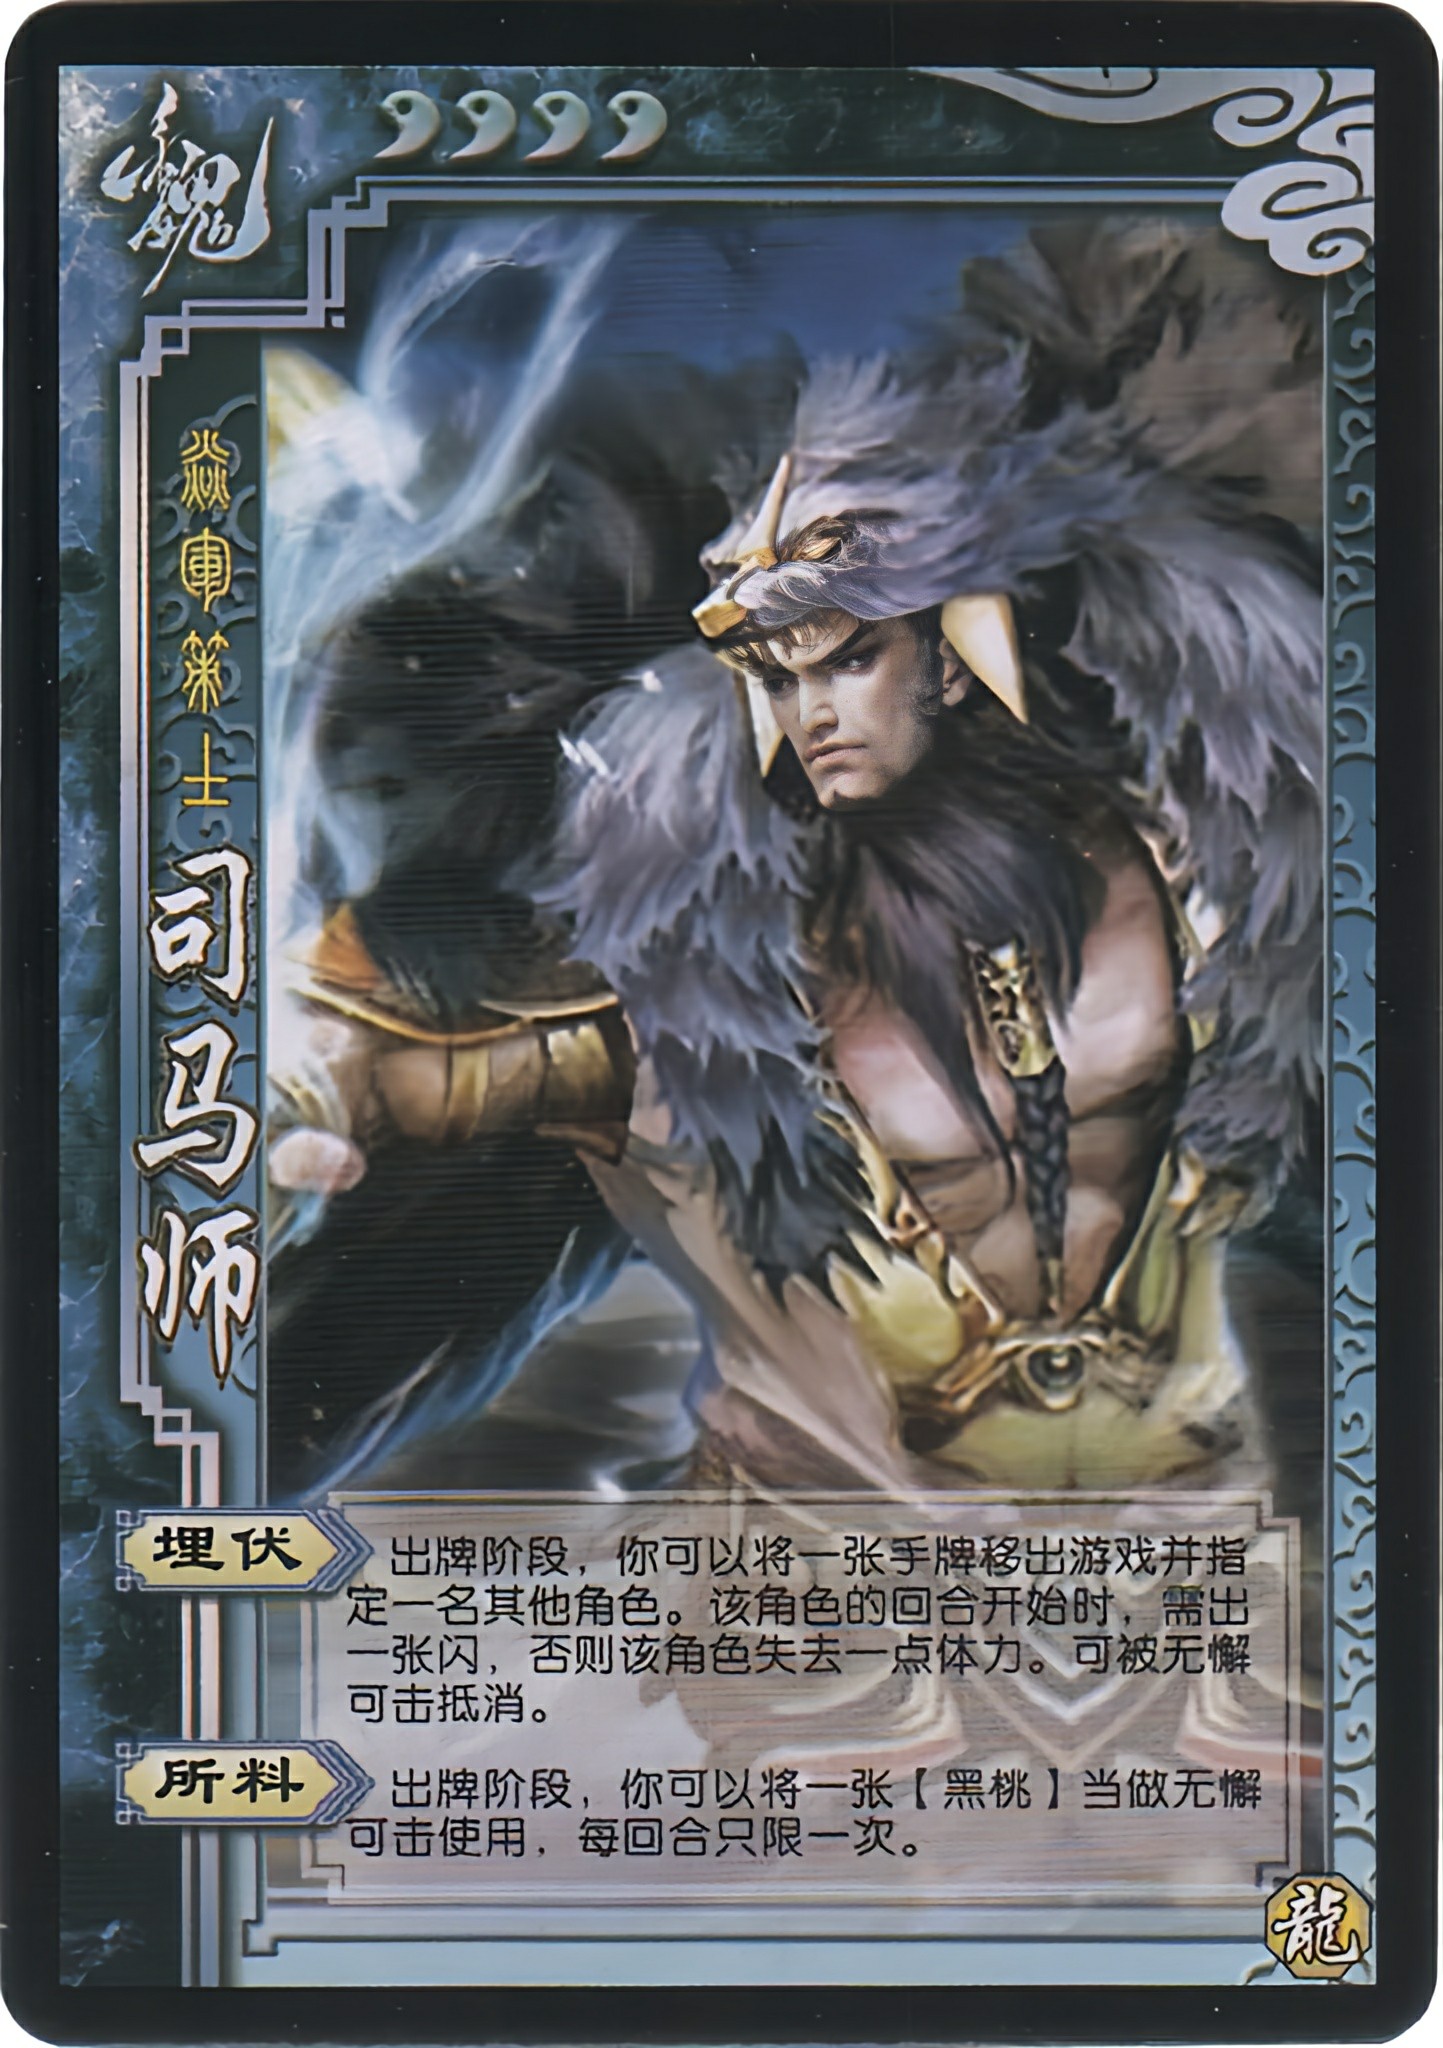 魏
焱军策士
司马师
埋伏
出牌阶段，你可以将一张手牌移出游戏并指
定一名其他角色。该角色的回合开始时，需出
一张闪，否则该角色失去一点体力。可被无懈
可击抵消。
所料
出牌阶段，你可以将一张【黑桃】当做无懈
可击使用，每回合只限一次。
龍